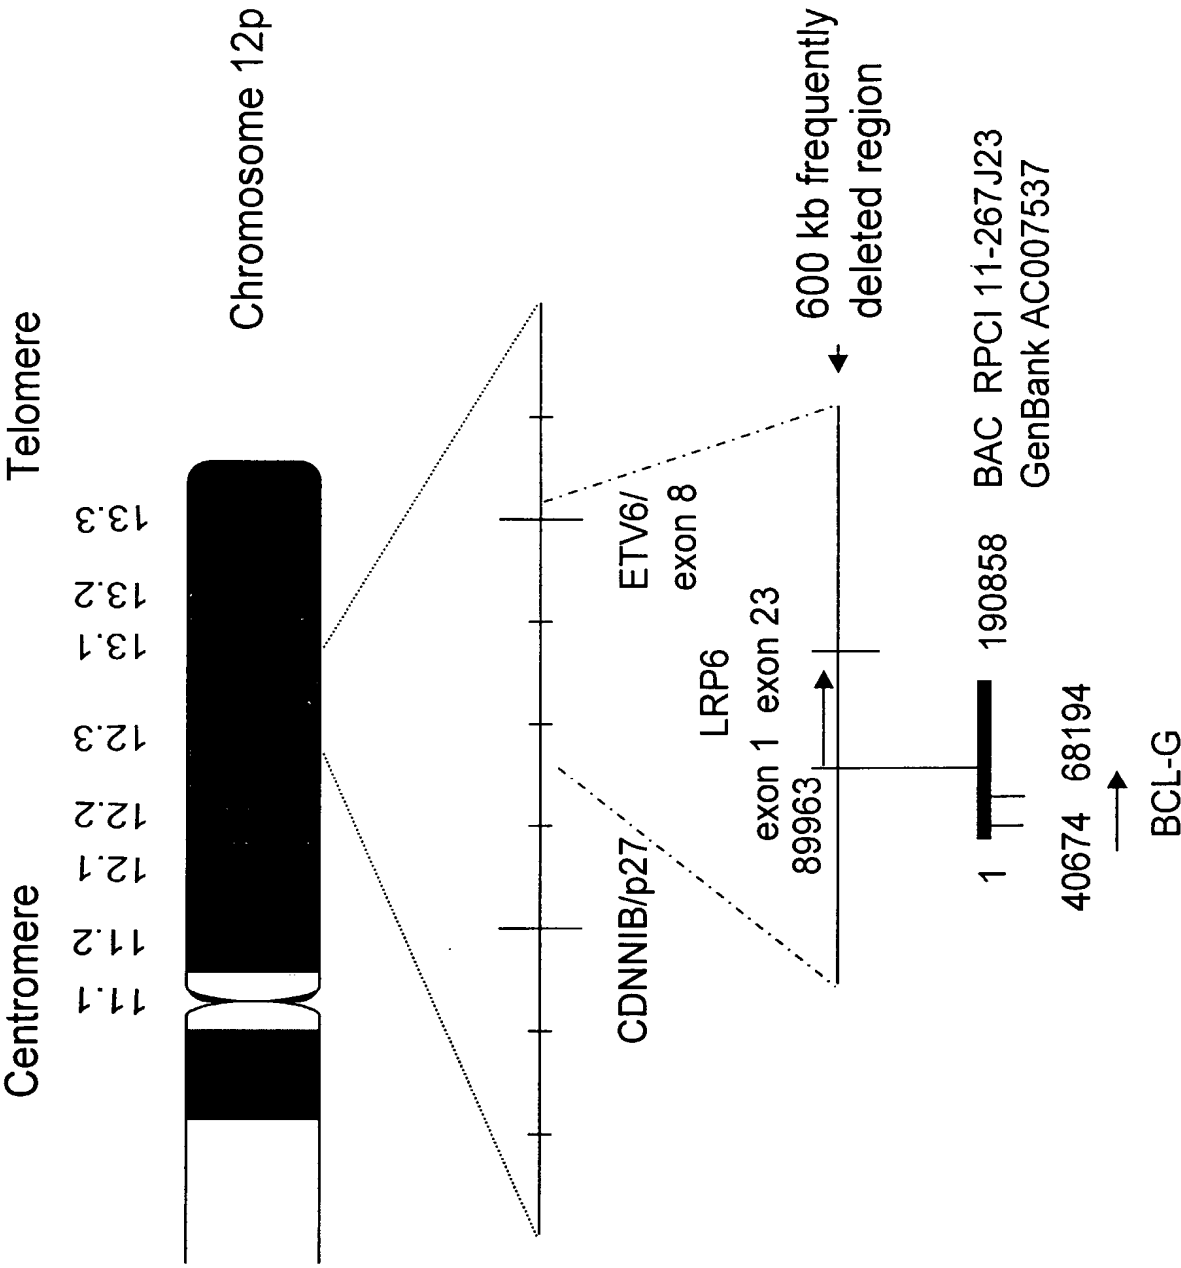 Centromere
Telomere
11.1
11.2
12.1
12.2
12.3
13.1
13.2
13.3
Chromosome 12p
CDNNIB/p27
ETV6/
exon 8
LRP6
exon 1 exon 23
89963
600 kb frequently
deleted region
1
190858
BAC RPCI 11-267J23
GenBank AC007537
40674 68194
BCL-G